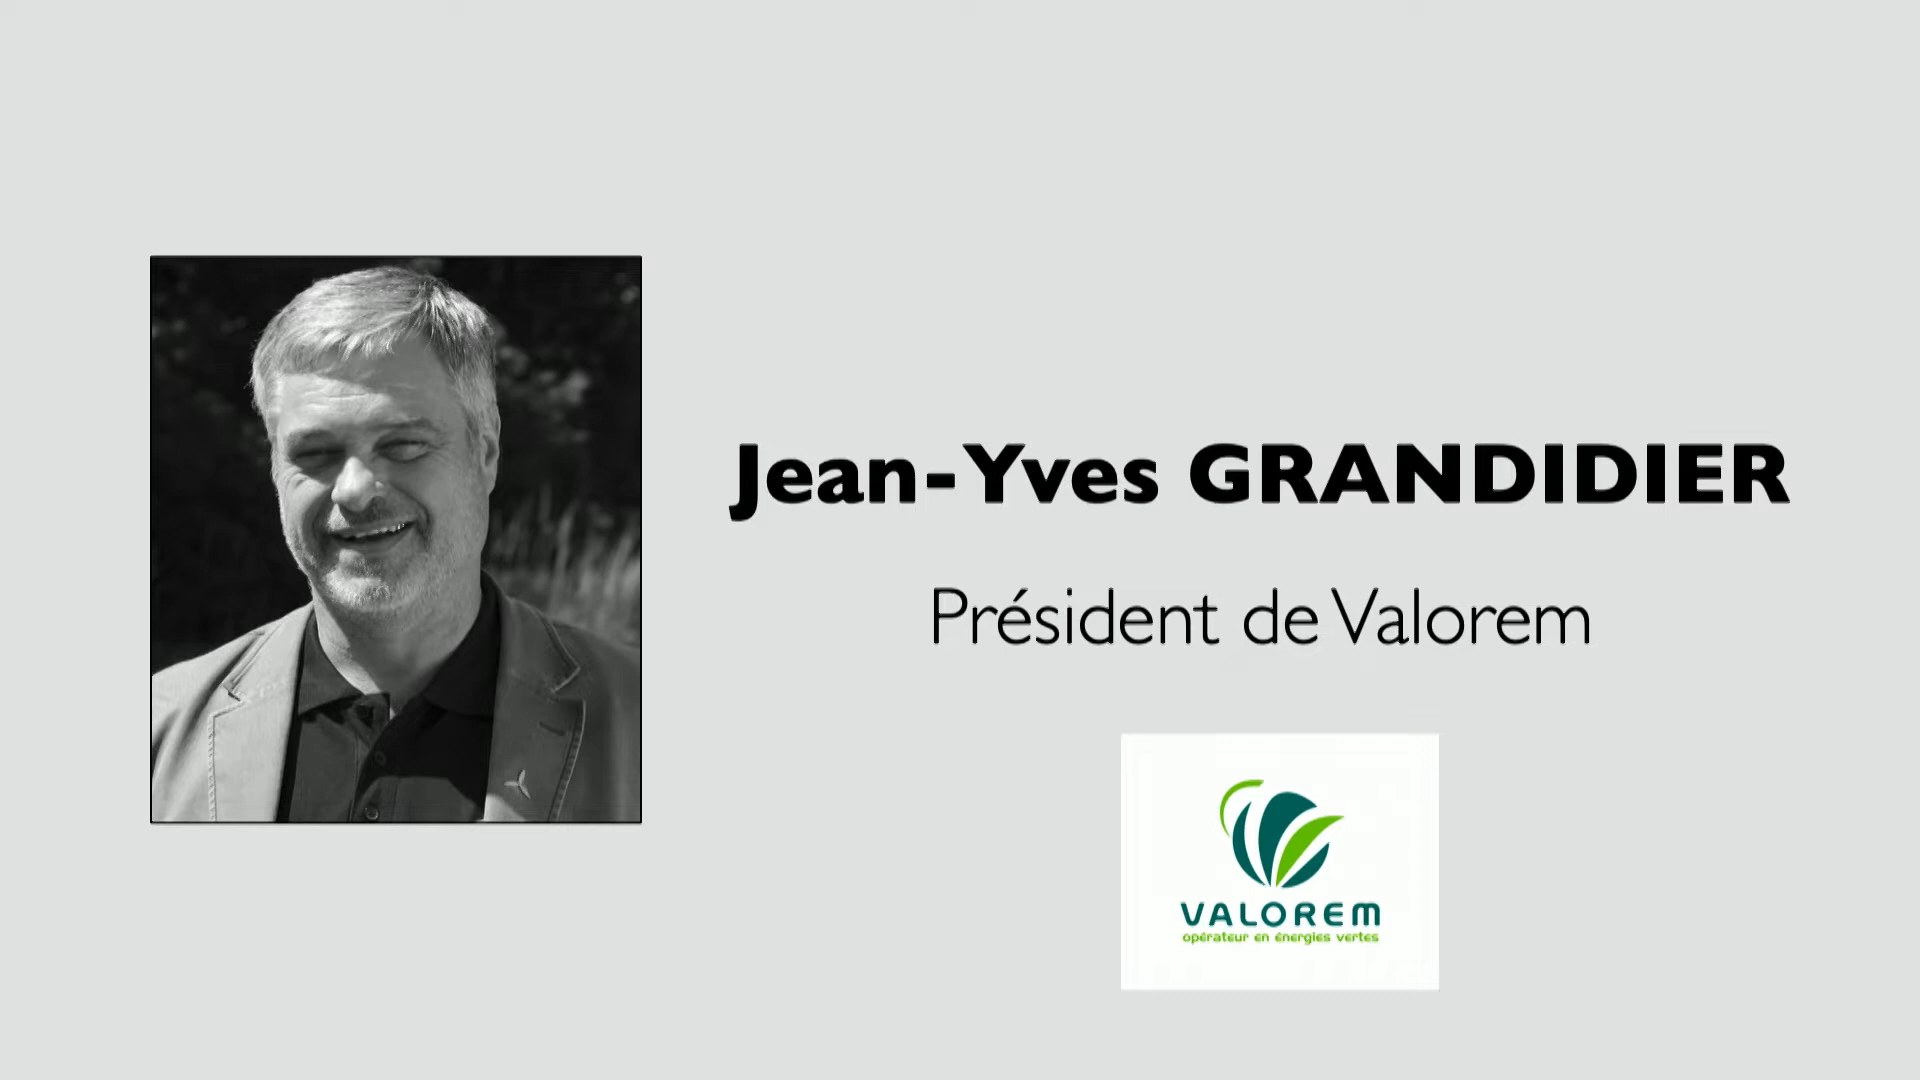 Jean-Yves GRANDIDIER
Président de Valorem
VALOREM
opérateur en énergies vertes